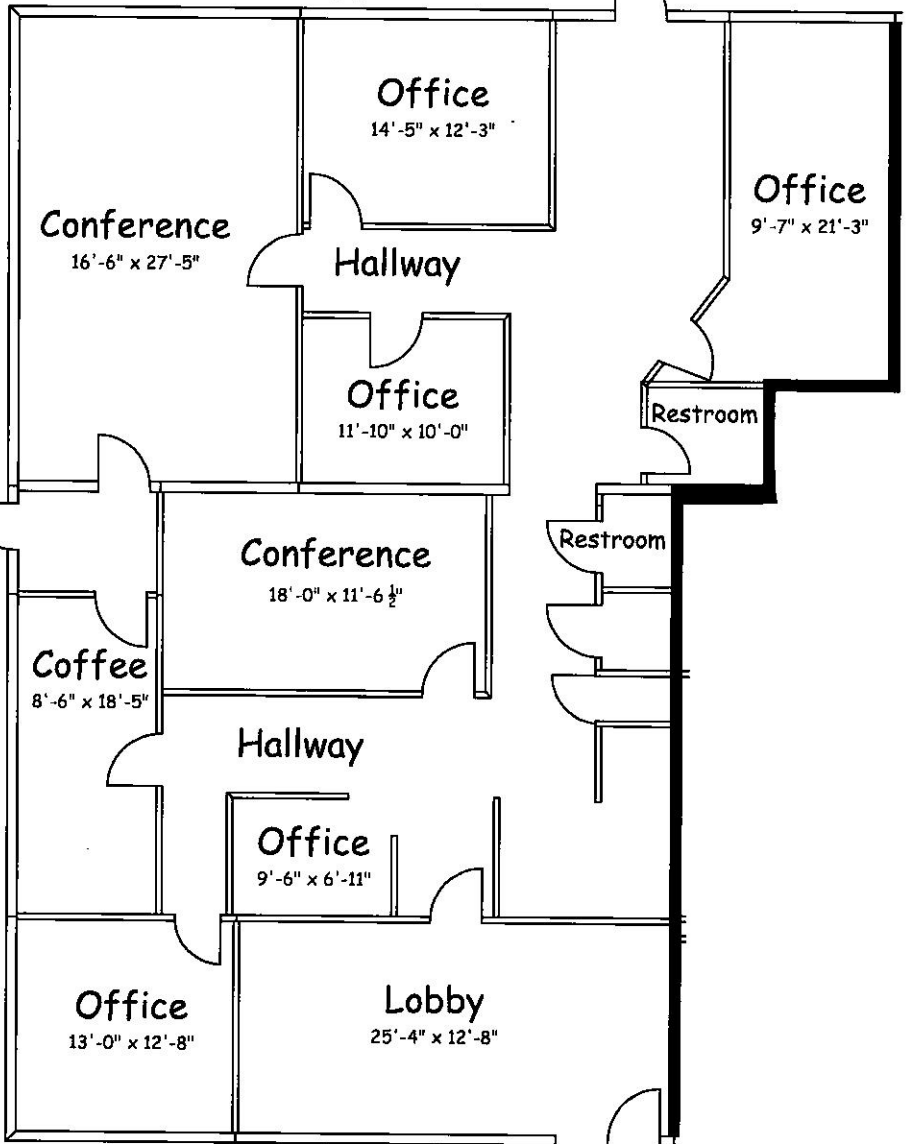 Office
14'-5" x 12'-3"
Office
9'-7" x 21'-3"
Conference
16'-6" x 27'-5"
Hallway
Office
11'-10" x 10'-0"
Restroom
Restroom
Conference
18'-0" x 11'-6 ½"
Coffee
8'-6" x 18'-5"
Hallway
Office
9'-6" x 6'-11"
Office
13'-0" x 12'-8"
Lobby
25'-4" x 12'-8"